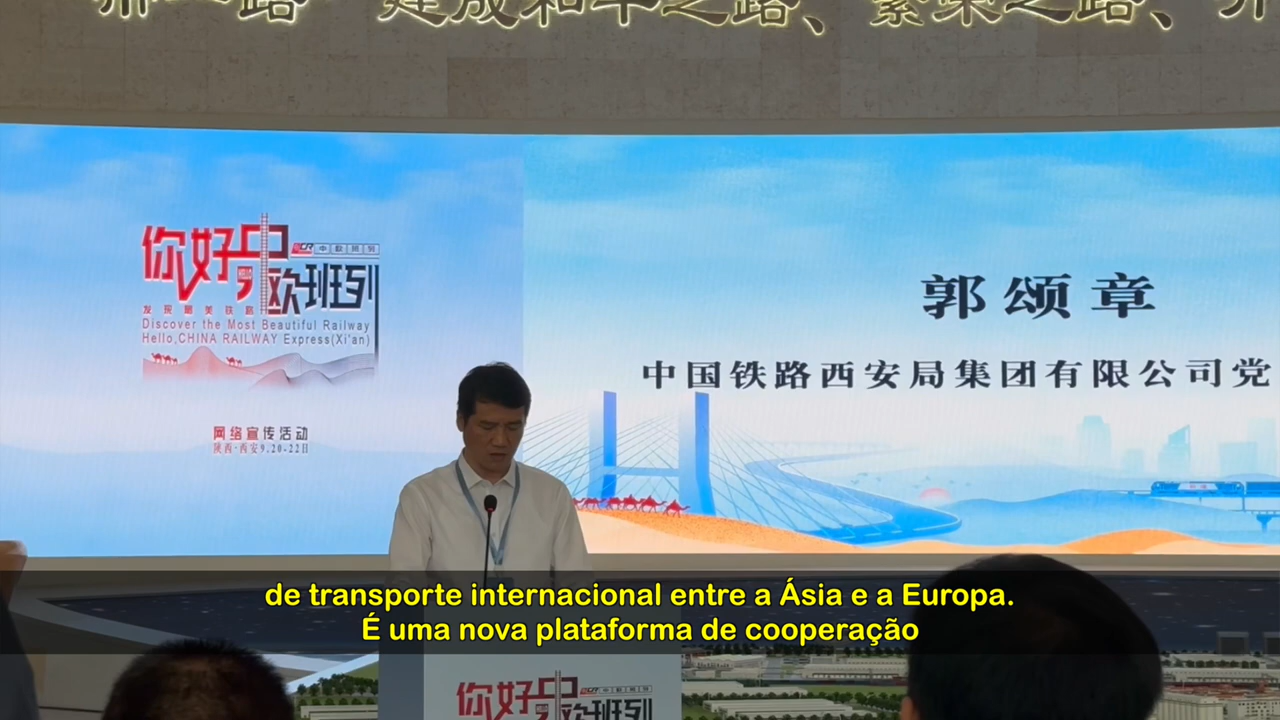 建成和平之路、繁荣之路、开
你好中欧班列
中欧班列
发现最美铁路
Discover the Most Beautiful Railway
Hello,CHINA RAILWAY Express(Xi'an)
网络宣传活动
陕西·西安9.20-22日
郭颂章
中国铁路西安局集团有限公司党
de transporte internacional entre a Ásia e a Europa.
É uma nova plataforma de cooperação
你好中欧班列